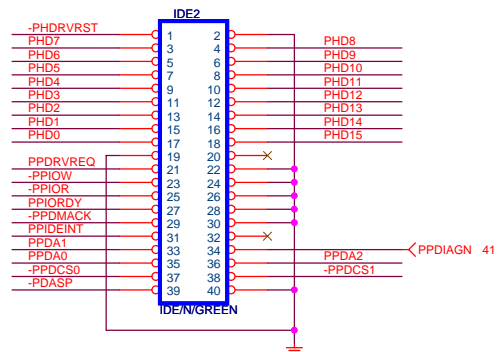 IDE2
-PHDRVRST 1 2
PHD7 3 4 PHD8
PHD6 5 6 PHD9
PHD5 7 8 PHD10
PHD4 9 10 PHD11
PHD3 11 12 PHD12
PHD2 13 14 PHD13
PHD1 15 16 PHD14
PHD0 17 18 PHD15
19 20
PPDRVREQ 21 22
-PPIOW 23 24
-PPIOR 25 26
PPIORDY 27 28
-PPDMACK 29 30
PPIDEINT 31 32
PPDA1 33 34 PPDIAGN 41
PPDA0 35 36 PPDA2
-PPDCS0 37 38 -PPDCS1
-PDASP 39 40
IDE/N/GREEN